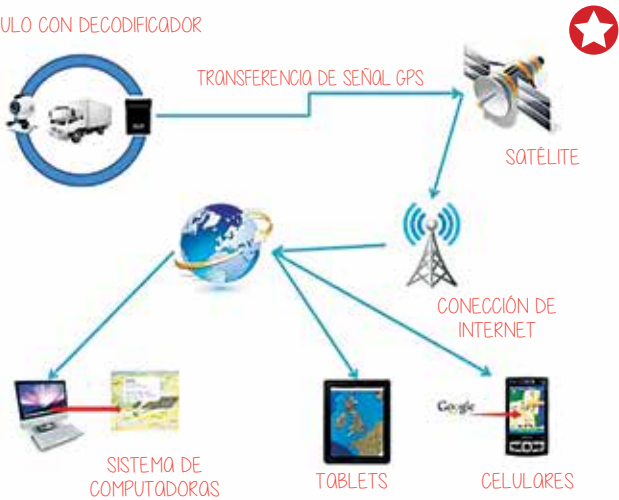 ULO CON DECODIFICADOR
TRANSFERENCIA DE SEÑAL GPS
SATÉLITE
CONECCIÓN DE
INTERNET
Google
SISTEMA DE
COMPUTADORAS
TABLETS
CELULARES